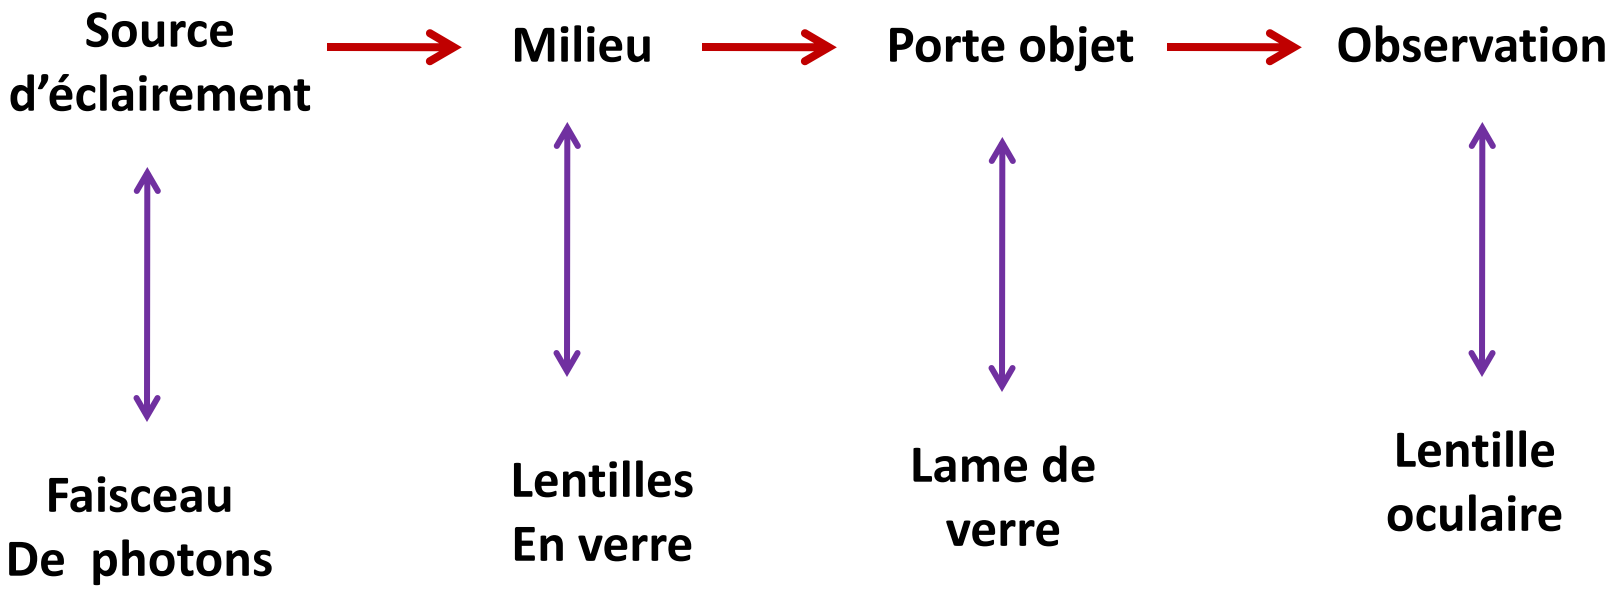 Source
d’éclairement
Milieu
Porte objet
Observation
Faisceau
De  photons
Lentilles
En verre
Lame de
verre
Lentille
oculaire